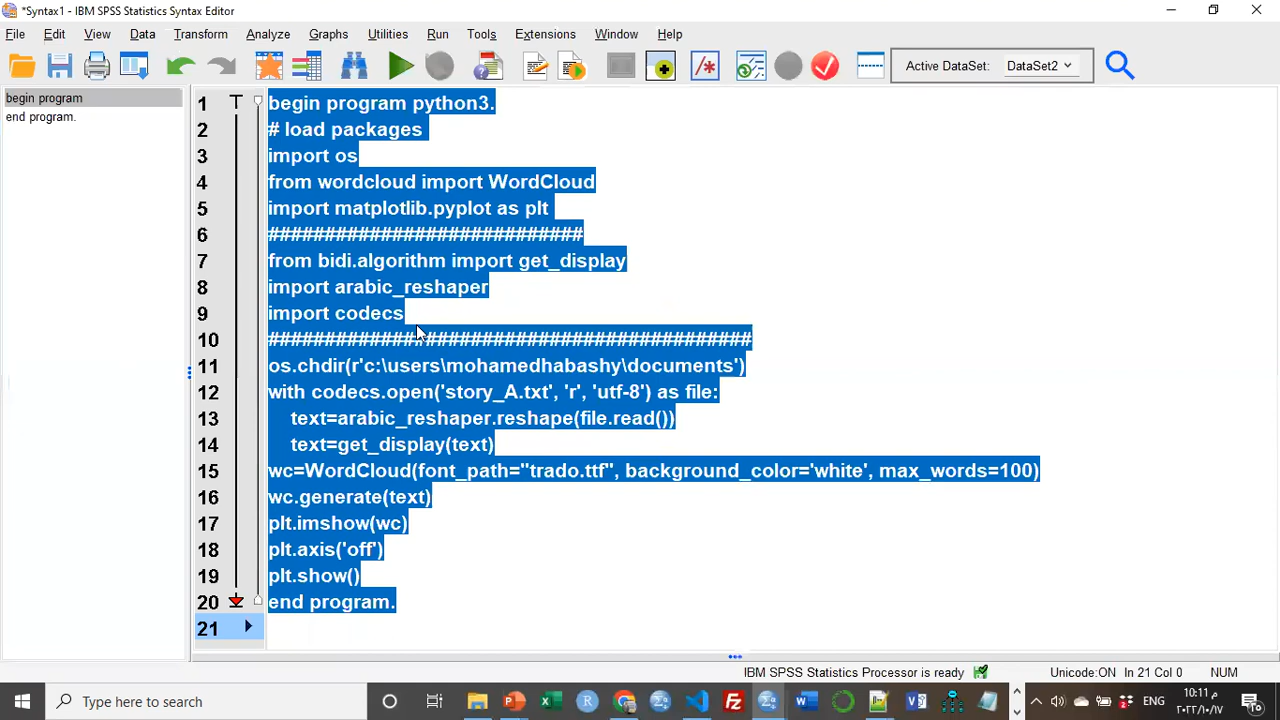 *Syntax1 - IBM SPSS Statistics Syntax Editor
File Edit View Data Transform Analyze Graphs Utilities Run Tools Extensions Window Help
Active DataSet: DataSet2
begin program
end program.
1 begin program python3.
2 # load packages
3 import os
4 from wordcloud import WordCloud
5 import matplotlib.pyplot as plt
6 ############################
7 from bidi.algorithm import get_display
8 import arabic_reshaper
9 import codecs
10 ###########################################
11 os.chdir(r'c:\users\mohamedhabashy\documents')
12 with codecs.open('story_A.txt', 'r', 'utf-8') as file:
13 text=arabic_reshaper.reshape(file.read())
14 text=get_display(text)
15 wc=WordCloud(font_path="trado.ttf", background_color='white', max_words=100)
16 wc.generate(text)
17 plt.imshow(wc)
18 plt.axis('off')
19 plt.show()
20 end program.
21
IBM SPSS Statistics Processor is ready Unicode:ON In 21 Col 0 NUM
Type here to search
ENG
١٠:١١ م